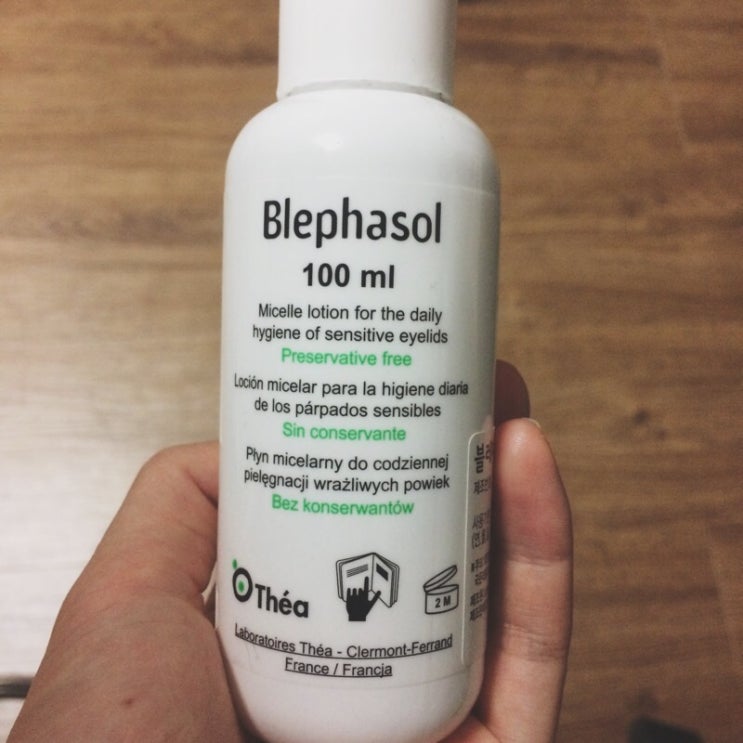 Blephasol
100 ml
Micelle lotion for the daily
hygiene of sensitive eyelids
Preservative free
Loción micelar para la higiene diaria
de los párpados sensibles
Sin conservante
Płyn micelarny do codziennej
pielęgnacji wrażliwych powiek
Bez konserwantów
Théa
2 M
Laboratoires Théa - Clermont-Ferrand
France / Francja